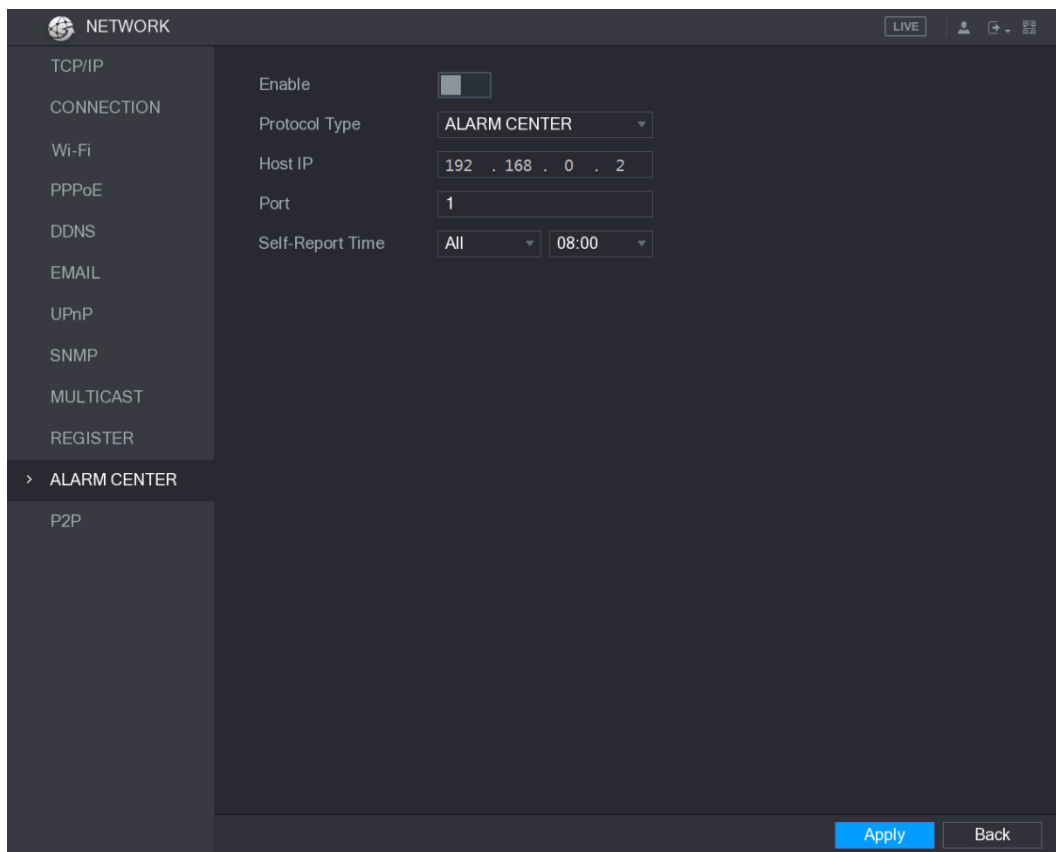 NETWORK
LIVE
TCP/IP
CONNECTION
Wi-Fi
PPPoE
DDNS
EMAIL
UPnP
SNMP
MULTICAST
REGISTER
ALARM CENTER
P2P
Enable
Protocol Type ALARM CENTER
Host IP 192 . 168 . 0 . 2
Port 1
Self-Report Time All 08:00
Apply Back